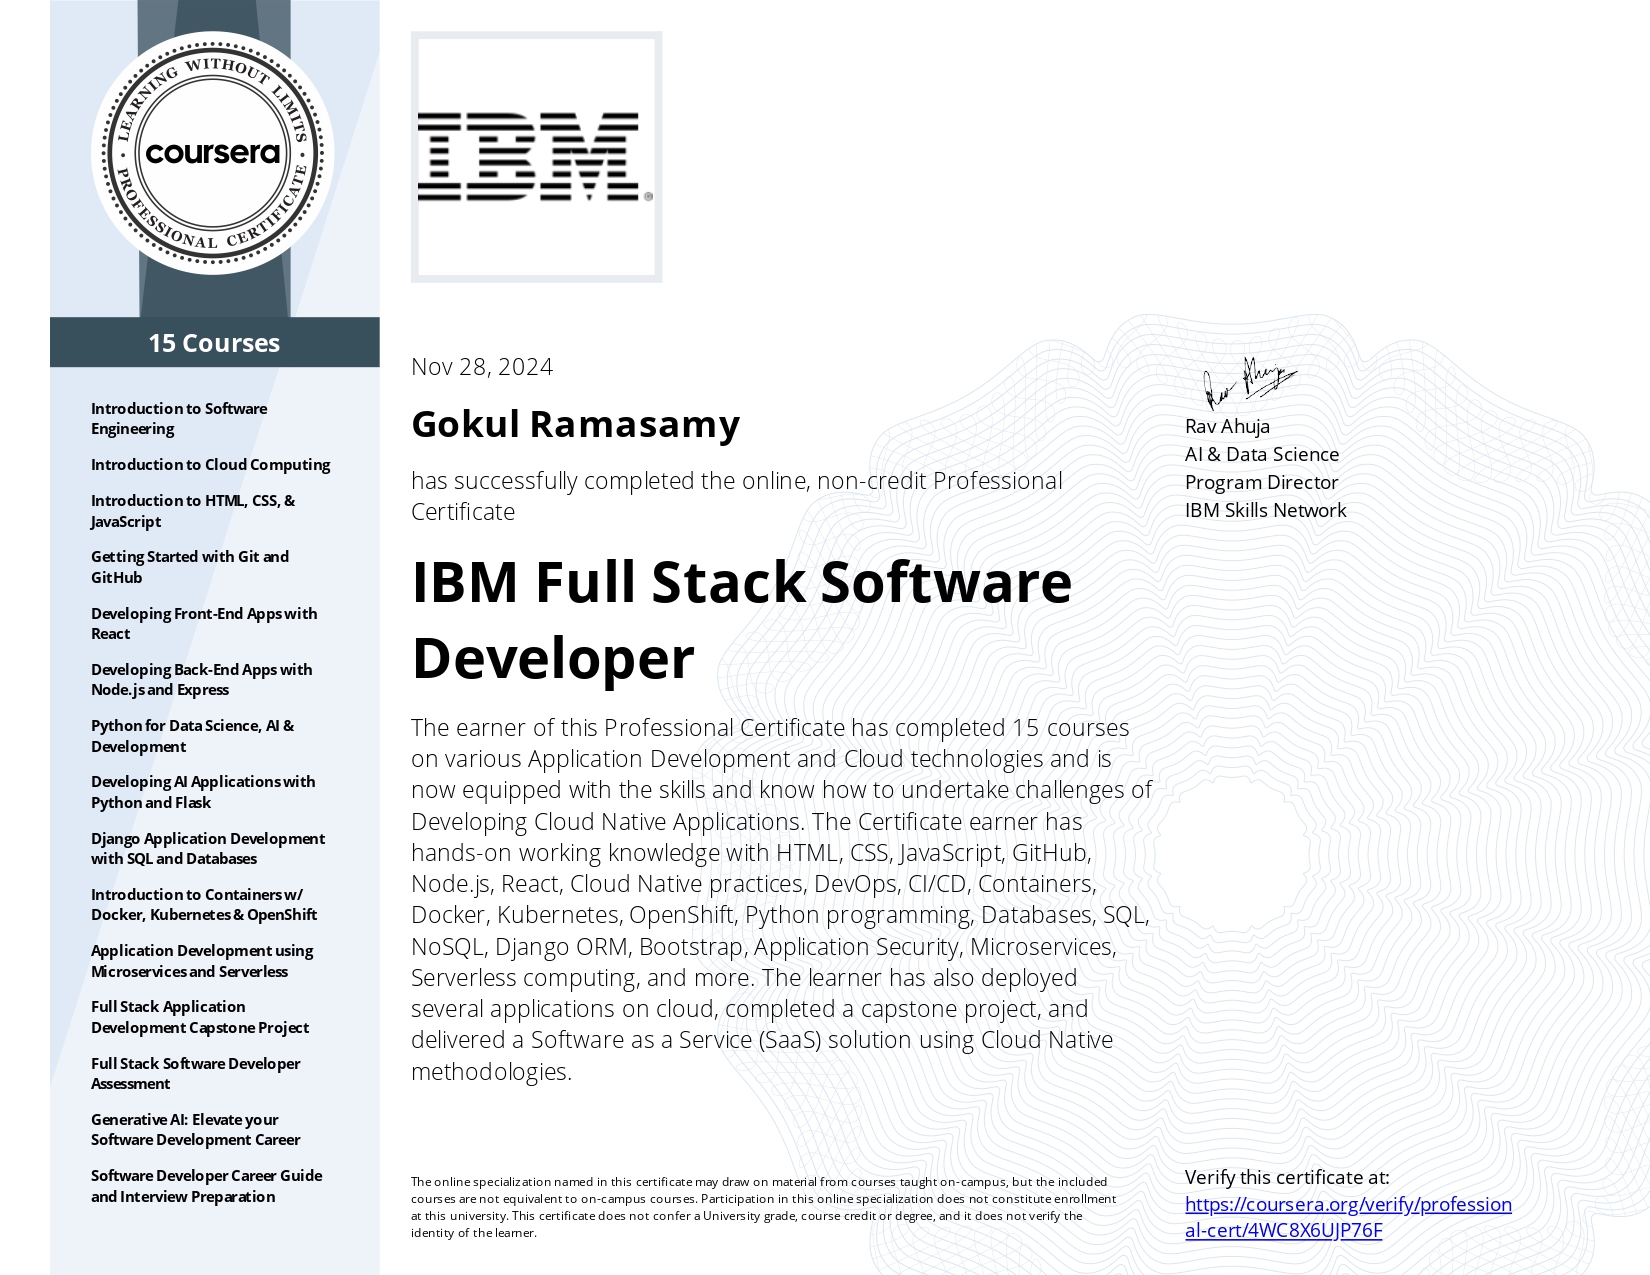 LEARNING WITHOUT LIMITS
coursera
PROFESSIONAL CERTIFICATE
15 Courses
Introduction to Software
Engineering
Introduction to Cloud Computing
Introduction to HTML, CSS, &
JavaScript
Getting Started with Git and
GitHub
Developing Front-End Apps with
React
Developing Back-End Apps with
Node.js and Express
Python for Data Science, AI &
Development
Developing AI Applications with
Python and Flask
Django Application Development
with SQL and Databases
Introduction to Containers w/
Docker, Kubernetes & OpenShift
Application Development using
Microservices and Serverless
Full Stack Application
Development Capstone Project
Full Stack Software Developer
Assessment
Generative AI: Elevate your
Software Development Career
Software Developer Career Guide
and Interview Preparation
IBM®
Nov 28, 2024
Gokul Ramasamy
has successfully completed the online, non-credit Professional
Certificate
IBM Full Stack Software
Developer
The earner of this Professional Certificate has completed 15 courses
on various Application Development and Cloud technologies and is
now equipped with the skills and know how to undertake challenges of
Developing Cloud Native Applications. The Certificate earner has
hands-on working knowledge with HTML, CSS, JavaScript, GitHub,
Node.js, React, Cloud Native practices, DevOps, CI/CD, Containers,
Docker, Kubernetes, OpenShift, Python programming, Databases, SQL,
NoSQL, Django ORM, Bootstrap, Application Security, Microservices,
Serverless computing, and more. The learner has also deployed
several applications on cloud, completed a capstone project, and
delivered a Software as a Service (SaaS) solution using Cloud Native
methodologies.
The online specialization named in this certificate may draw on material from courses taught on-campus, but the included
courses are not equivalent to on-campus courses. Participation in this online specialization does not constitute enrollment
at this university. This certificate does not confer a University grade, course credit or degree, and it does not verify the
identity of the learner.
Rav Ahuja
Rav Ahuja
AI & Data Science
Program Director
IBM Skills Network
Verify this certificate at:
https://coursera.org/verify/profession
al-cert/4WC8X6UJP76F